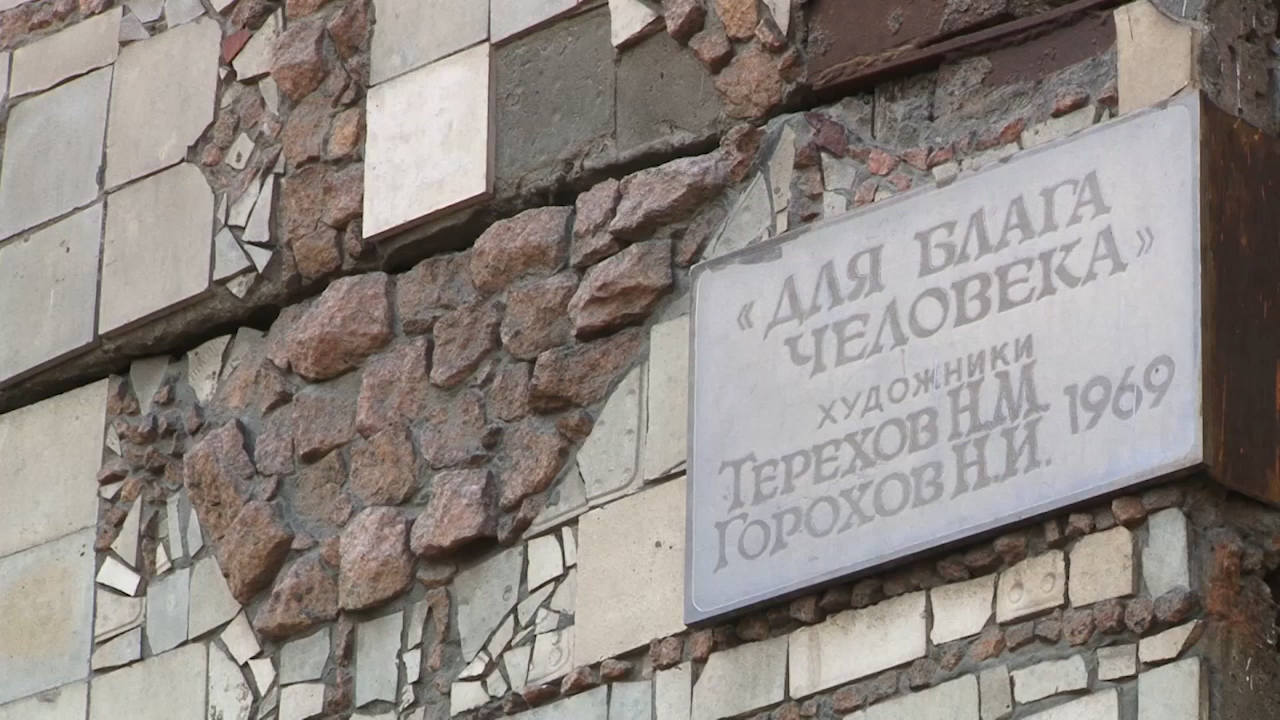 « ДЛЯ БЛАГА
ЧЕЛОВЕКА»
ХУДОЖНИКИ
ТЕРЕХОВ Н.М.
ГОРОХОВ Н.И. 1969